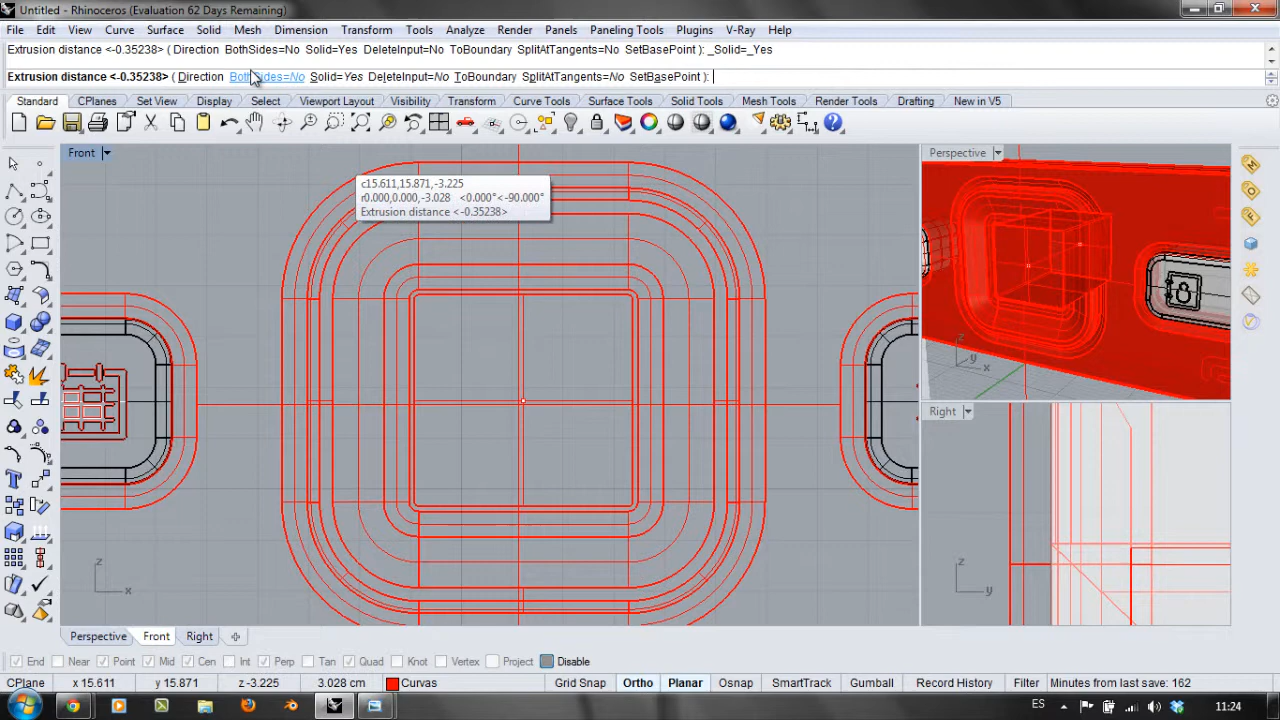 Untitled - Rhinoceros (Evaluation 62 Days Remaining)
File Edit View Curve Surface Solid Mesh Dimension Transform Tools Analyze Render Panels Paneling Tools Plugins V-Ray Help
Extrusion distance <-0.35238> ( Direction BothSides=No Solid=Yes DeleteInput=No ToBoundary SplitAtTangents=No SetBasePoint ): _Solid=_Yes
Extrusion distance <-0.35238> ( Direction BothSides=No Solid=Yes DeleteInput=No ToBoundary SplitAtTangents=No SetBasePoint ):
Standard CPlanes Set View Display Select Viewport Layout Visibility Transform Curve Tools Surface Tools Solid Tools Mesh Tools Render Tools Drafting New in V5
Front
Perspective
c15.611,15.871,-3.225
r0.000,0.000,-3.028 <0.000°<-90.000°
Extrusion distance <-0.35238>
z
y
x
Right
z
x
z
y
Perspective Front Right
End Near Point Mid Cen Int Perp Tan Quad Knot Vertex Project Disable
CPlane x 15.611 y 15.871 z -3.225 3.028 cm Curvas Grid Snap Ortho Planar Osnap SmartTrack Gumball Record History Filter Minutes from last save: 162
ES 11:24